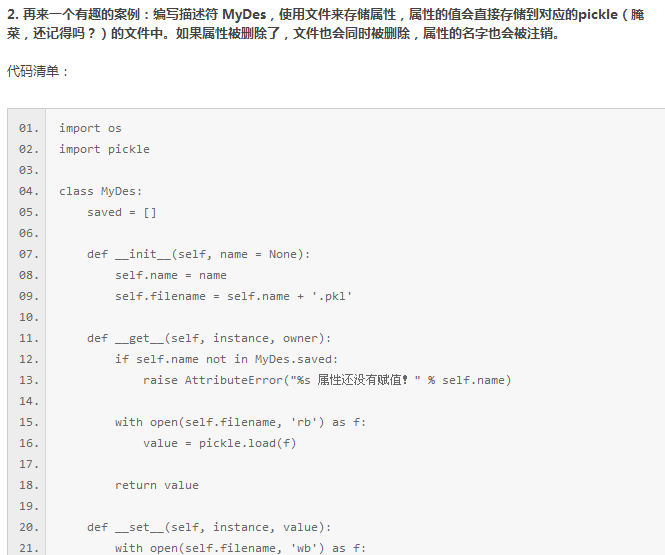 2. 再来一个有趣的案例：编写描述符 MyDes，使用文件来存储属性，属性的值会直接存储到对应的pickle（腌
菜，还记得吗？）的文件中。如果属性被删除了，文件也会同时被删除，属性的名字也会被注销。
代码清单：
01. import os
02. import pickle
03.
04. class MyDes:
05.     saved = []
06.
07.     def __init__(self, name = None):
08.         self.name = name
09.         self.filename = self.name + '.pkl'
10.
11.     def __get__(self, instance, owner):
12.         if self.name not in MyDes.saved:
13.             raise AttributeError("%s 属性还没有赋值！" % self.name)
14.
15.         with open(self.filename, 'rb') as f:
16.             value = pickle.load(f)
17.
18.         return value
19.
20.     def __set__(self, instance, value):
21.         with open(self.filename, 'wb') as f: